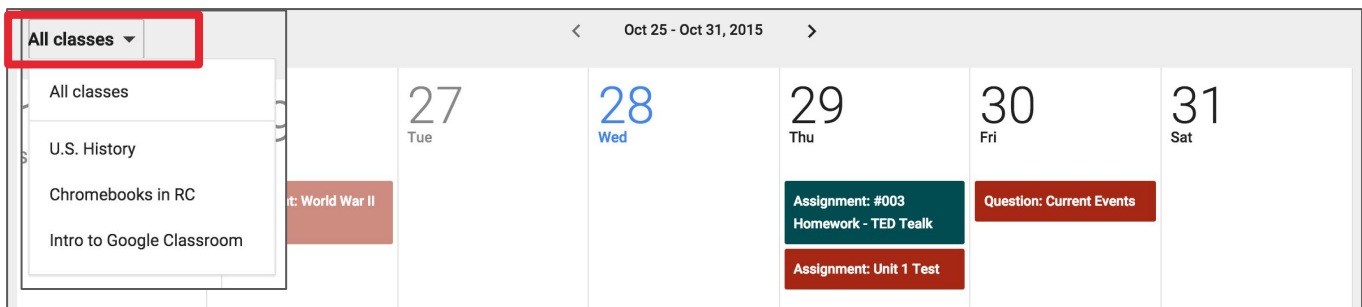 All classes
Oct 25 - Oct 31, 2015
All classes
U.S. History
Chromebooks in RC
Intro to Google Classroom
27
Tue
28
Wed
29
Thu
30
Fri
31
Sat
World War II
Assignment: #003
Homework - TED Tealk
Assignment: Unit 1 Test
Question: Current Events